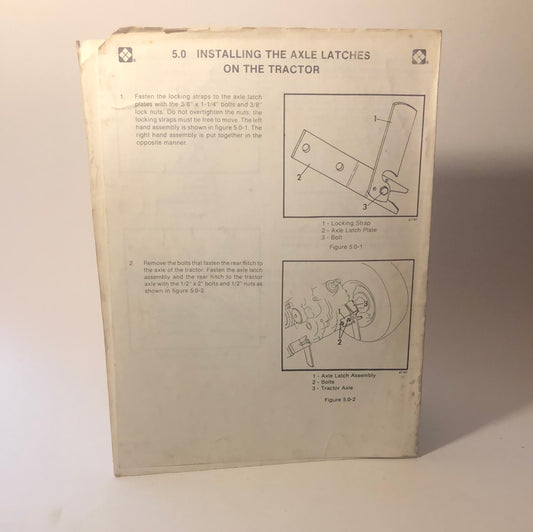 5.0 INSTALLING THE AXLE LATCHES
ON THE TRACTOR
1. Fasten the locking straps to the axle latch
plates with the 3/8" x 1-1/4" bolts and 3/8"
lock nuts. Do not overtighten the nuts; the
locking straps must be free to move. The left
hand assembly is shown in figure 5.0-1. The
right hand assembly is put together in the
opposite manner.
1
2
3
1 - Locking Strap
2 - Axle Latch Plate
3 - Bolt
Figure 5.0-1
2. Remove the bolts that fasten the rear hitch to
the axle of the tractor. Fasten the axle latch
assembly and the rear hitch to the tractor
axle with the 1/2" x 2" bolts and 1/2" nuts as
shown in figure 5.0-2.
1
3
2
1 - Axle Latch Assembly
2 - Bolts
3 - Tractor Axle
Figure 5.0-2